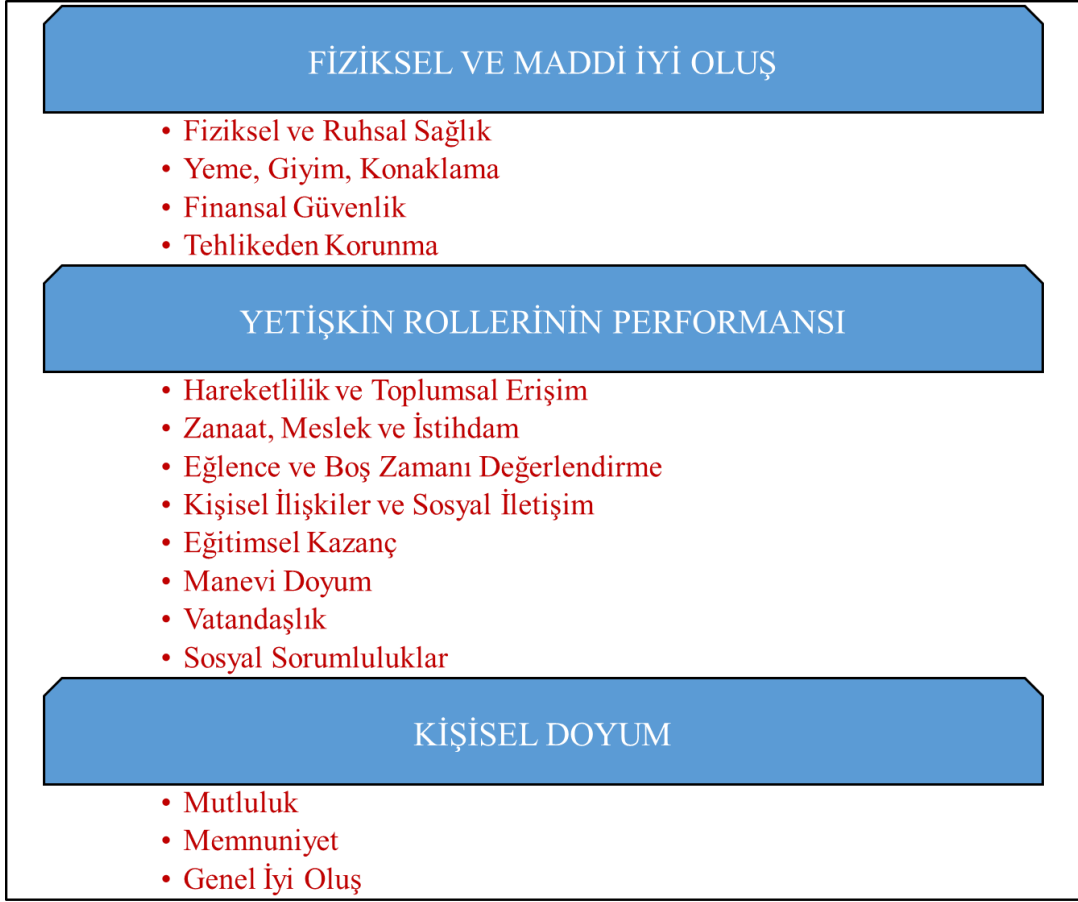 FİZİKSEL VE MADDİ İYİ OLUŞ
• Fiziksel ve Ruhsal Sağlık
• Yeme, Giyim, Konaklama
• Finansal Güvenlik
• Tehlikeden Korunma
YETİŞKİN ROLLERİNİN PERFORMANSI
• Hareketlilik ve Toplumsal Erişim
• Zanaat, Meslek ve İstihdam
• Eğlence ve Boş Zamanı Değerlendirme
• Kişisel İlişkiler ve Sosyal İletişim
• Eğitimsel Kazanç
• Manevi Doyum
• Vatandaşlık
• Sosyal Sorumluluklar
KİŞİSEL DOYUM
• Mutluluk
• Memnuniyet
• Genel İyi Oluş